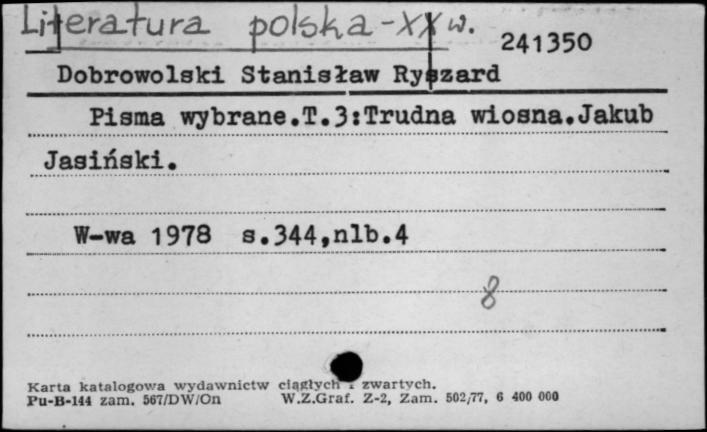 Literatura polska - XX w.
241350
Dobrowolski Stanisław Ryszard
Pisma wybrane.T.3:Trudna wiosna.Jakub
Jasiński.
W-wa 1978 s.344,nlb.4
8
Karta katalogowa wydawnictw ciągłych i zwartych.
Pu-B-144 zam. 567/DW/On W.Z.Graf. Z-2, Zam. 502/77, 6 400 000